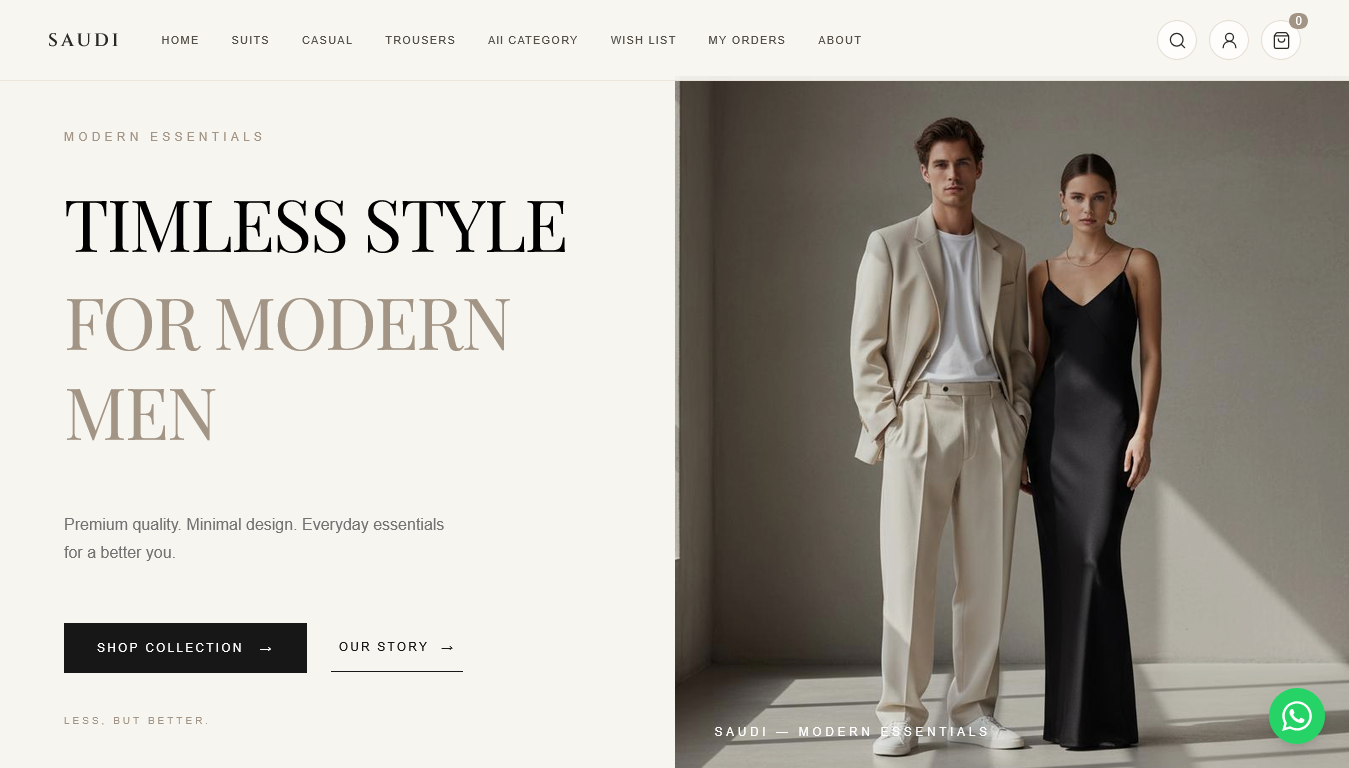 SAUDI
HOME SUITS CASUAL TROUSERS All CATEGORY WISH LIST MY ORDERS ABOUT
0
MODERN ESSENTIALS
TIMLESS STYLE
FOR MODERN
MEN
Premium quality. Minimal design. Everyday essentials
for a better you.
SHOP COLLECTION →
OUR STORY →
LESS, BUT BETTER.
SAUDI — MODERN ESSENTIALS